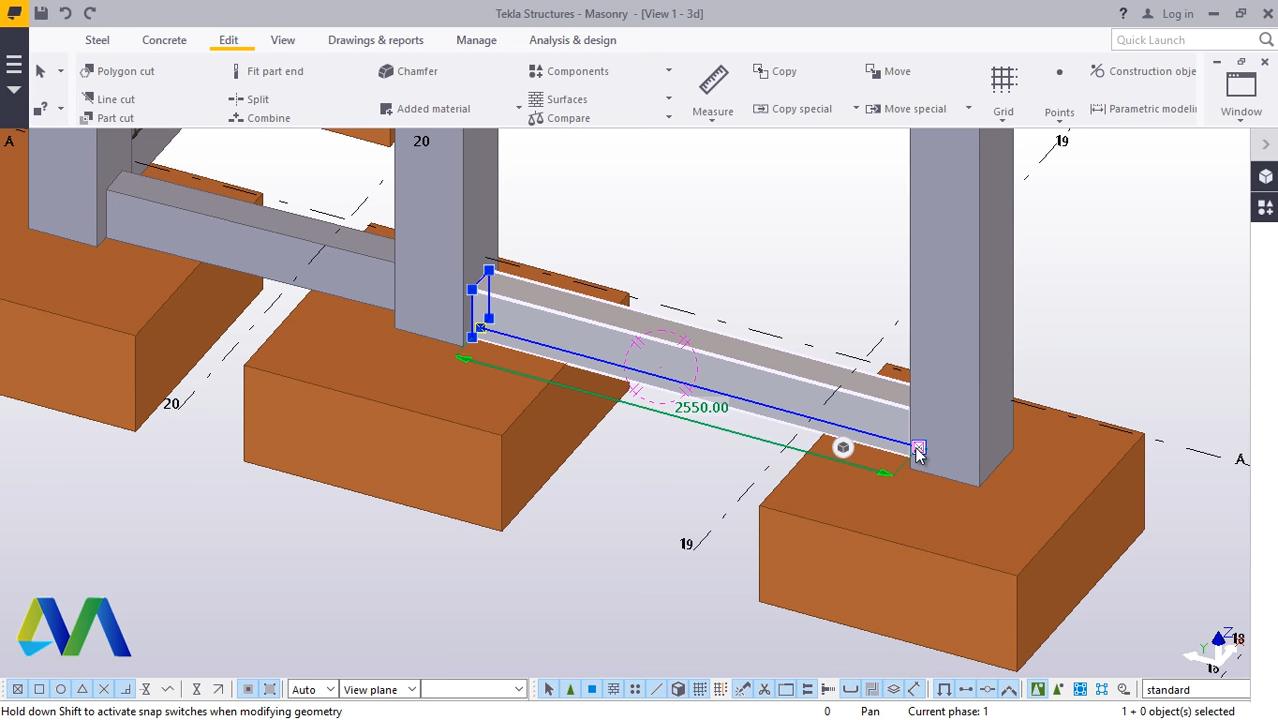 Tekla Structures - Masonry - [View 1 - 3d]
? Log in
Steel Concrete Edit View Drawings & reports Manage Analysis & design
Quick Launch
Polygon cut Fit part end Chamfer Components Copy Move Construction obje
Line cut Split Added material Surfaces Measure Copy special Move special Grid Points Parametric modelin Window
Part cut Combine Compare
A 20 19
20
2550.00
A
19
18
18
Z
Y
Auto View plane standard
Hold down Shift to activate snap switches when modifying geometry 0 Pan Current phase: 1 1 + 0 object(s) selected